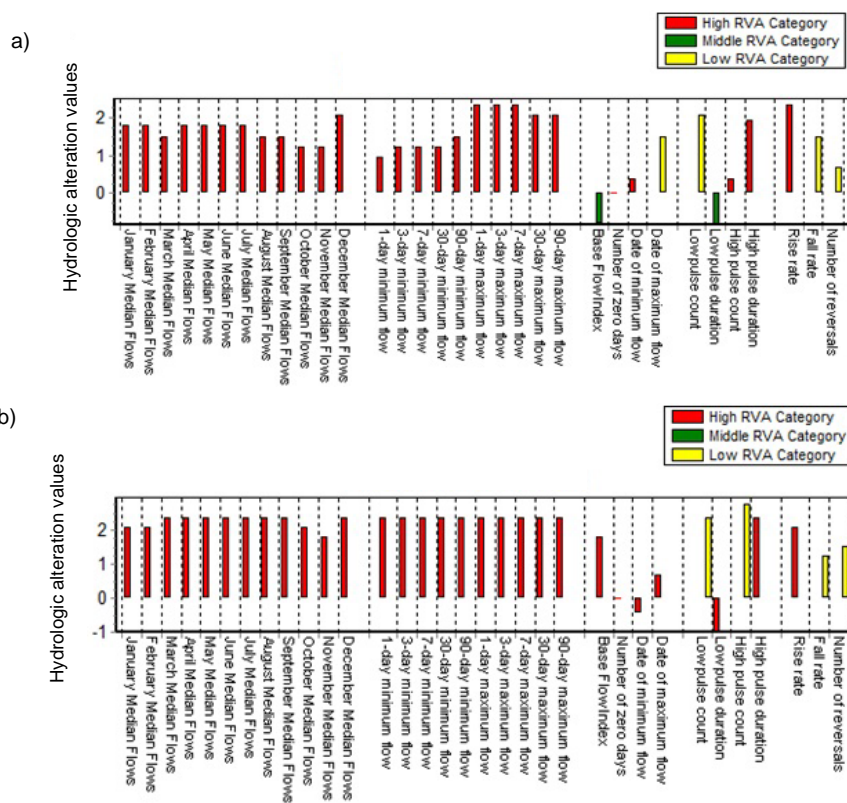 a)
High RVA Category
Middle RVA Category
Low RVA Category
Hydrologic alteration values
2
1
0
January Median Flows
February Median Flows
March Median Flows
April Median Flows
May Median Flows
June Median Flows
July Median Flows
August Median Flows
September Median Flows
October Median Flows
November Median Flows
December Median Flows
1-day minimum flow
3-day minimum flow
7-day minimum flow
30-day minimum flow
90-day minimum flow
1-day maximum flow
3-day maximum flow
7-day maximum flow
30-day maximum flow
90-day maximum flow
Base Flow Index
Number of zero days
Date of minimum flow
Date of maximum flow
Low pulse count
Low pulse duration
High pulse count
High pulse duration
Rise rate
Fall rate
Number of reversals
b)
High RVA Category
Middle RVA Category
Low RVA Category
Hydrologic alteration values
2
1
0
-1
January Median Flows
February Median Flows
March Median Flows
April Median Flows
May Median Flows
June Median Flows
July Median Flows
August Median Flows
September Median Flows
October Median Flows
November Median Flows
December Median Flows
1-day minimum flow
3-day minimum flow
7-day minimum flow
30-day minimum flow
90-day minimum flow
1-day maximum flow
3-day maximum flow
7-day maximum flow
30-day maximum flow
90-day maximum flow
Base Flow Index
Number of zero days
Date of minimum flow
Date of maximum flow
Low pulse count
Low pulse duration
High pulse count
High pulse duration
Rise rate
Fall rate
Number of reversals